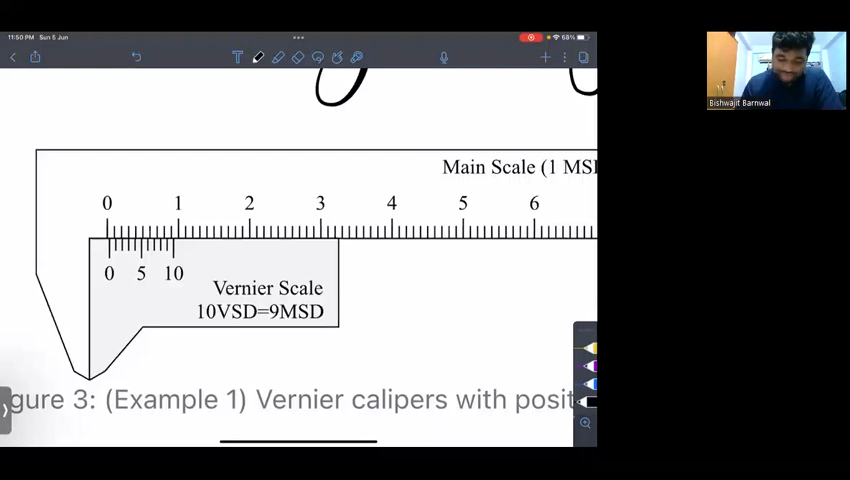 11:50 PM Sun 5 Jun
68%
Bishwajit Barnwal
Main Scale (1 MSD
0 1 2 3 4 5 6
0 5 10
Vernier Scale
10VSD=9MSD
gure 3: (Example 1) Vernier calipers with posit